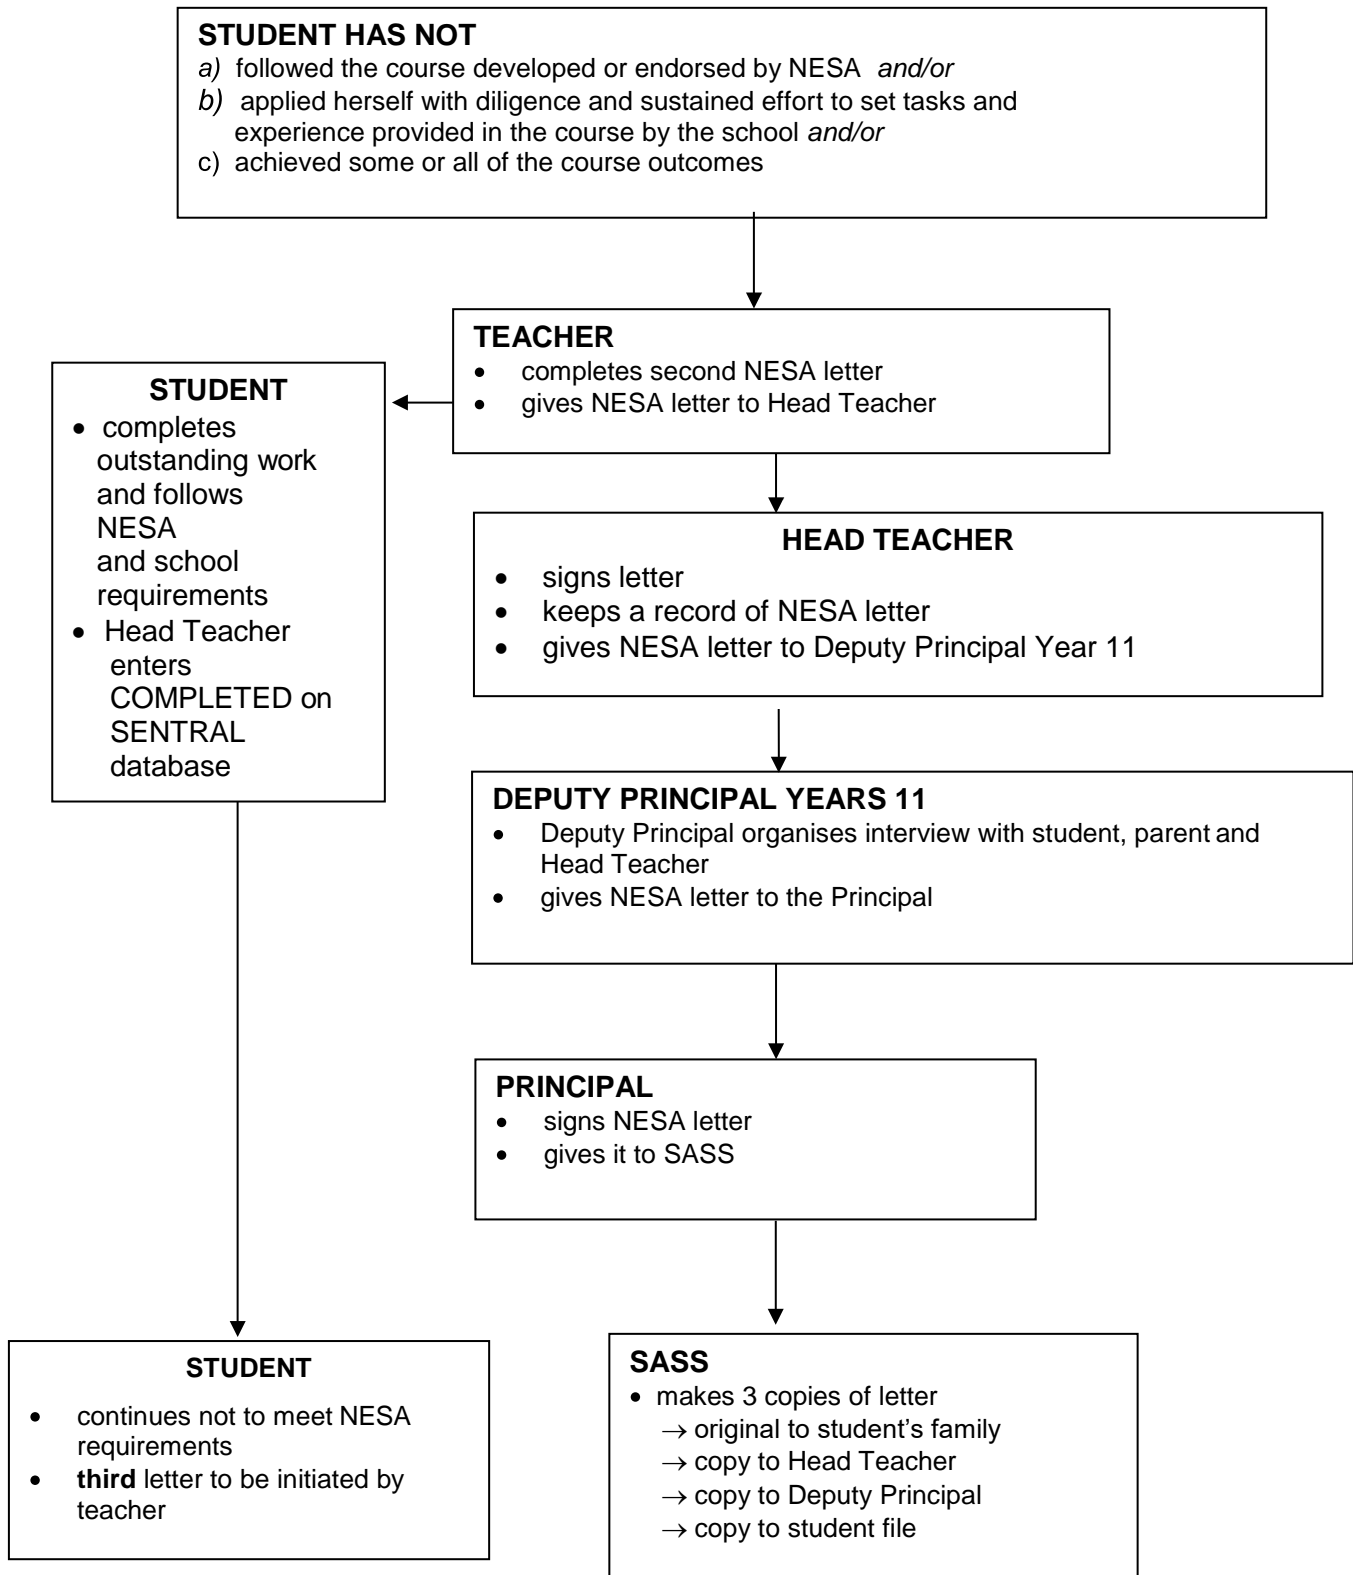 STUDENT HAS NOT
a) followed the course developed or endorsed by NESA and/or
b) applied herself with diligence and sustained effort to set tasks and
experience provided in the course by the school and/or
c) achieved some or all of the course outcomes
TEACHER
• completes second NESA letter
• gives NESA letter to Head Teacher
STUDENT
• completes
outstanding work
and follows
NESA
and school
requirements
• Head Teacher
enters
COMPLETED on
SENTRAL
database
HEAD TEACHER
• signs letter
• keeps a record of NESA letter
• gives NESA letter to Deputy Principal Year 11
DEPUTY PRINCIPAL YEARS 11
• Deputy Principal organises interview with student, parent and
Head Teacher
• gives NESA letter to the Principal
PRINCIPAL
• signs NESA letter
• gives it to SASS
STUDENT
• continues not to meet NESA
requirements
• third letter to be initiated by
teacher
SASS
• makes 3 copies of letter
→ original to student’s family
→ copy to Head Teacher
→ copy to Deputy Principal
→ copy to student file